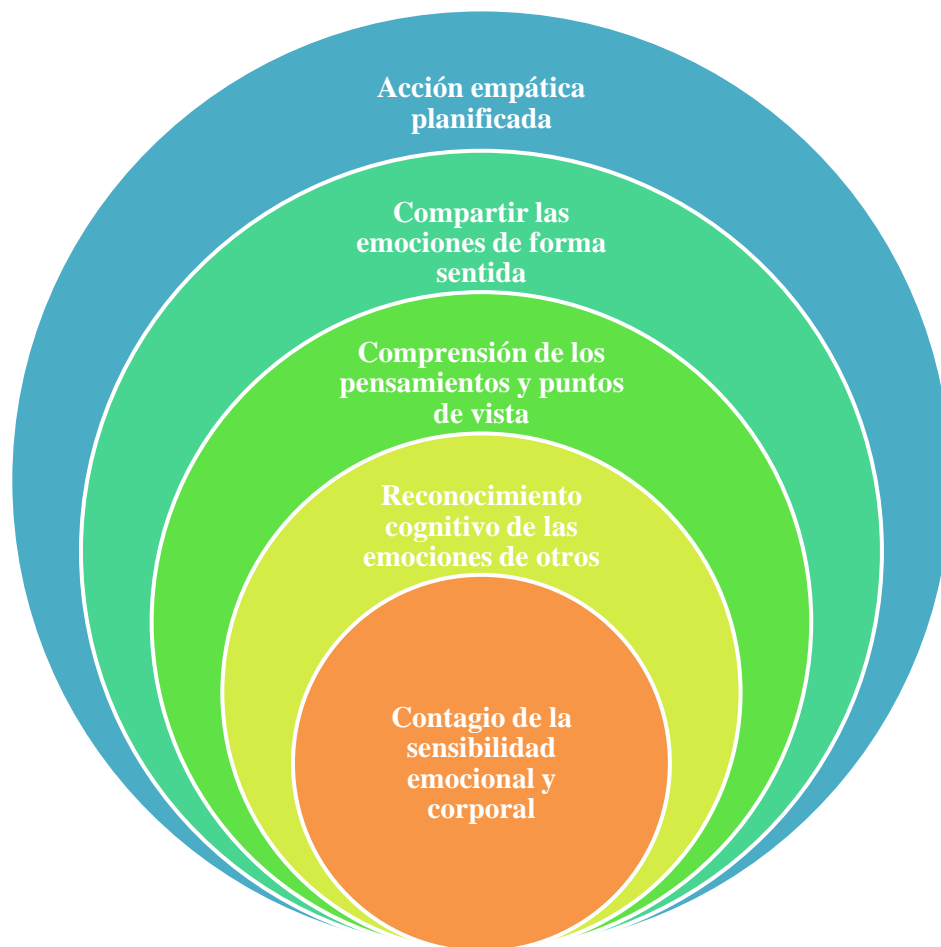 Acción empática
planificada
Compartir las
emociones de forma
sentida
Comprensión de los
pensamientos y puntos
de vista
Reconocimiento
cognitivo de las
emociones de otros
Contagio de la
sensibilidad
emocional y
corporal